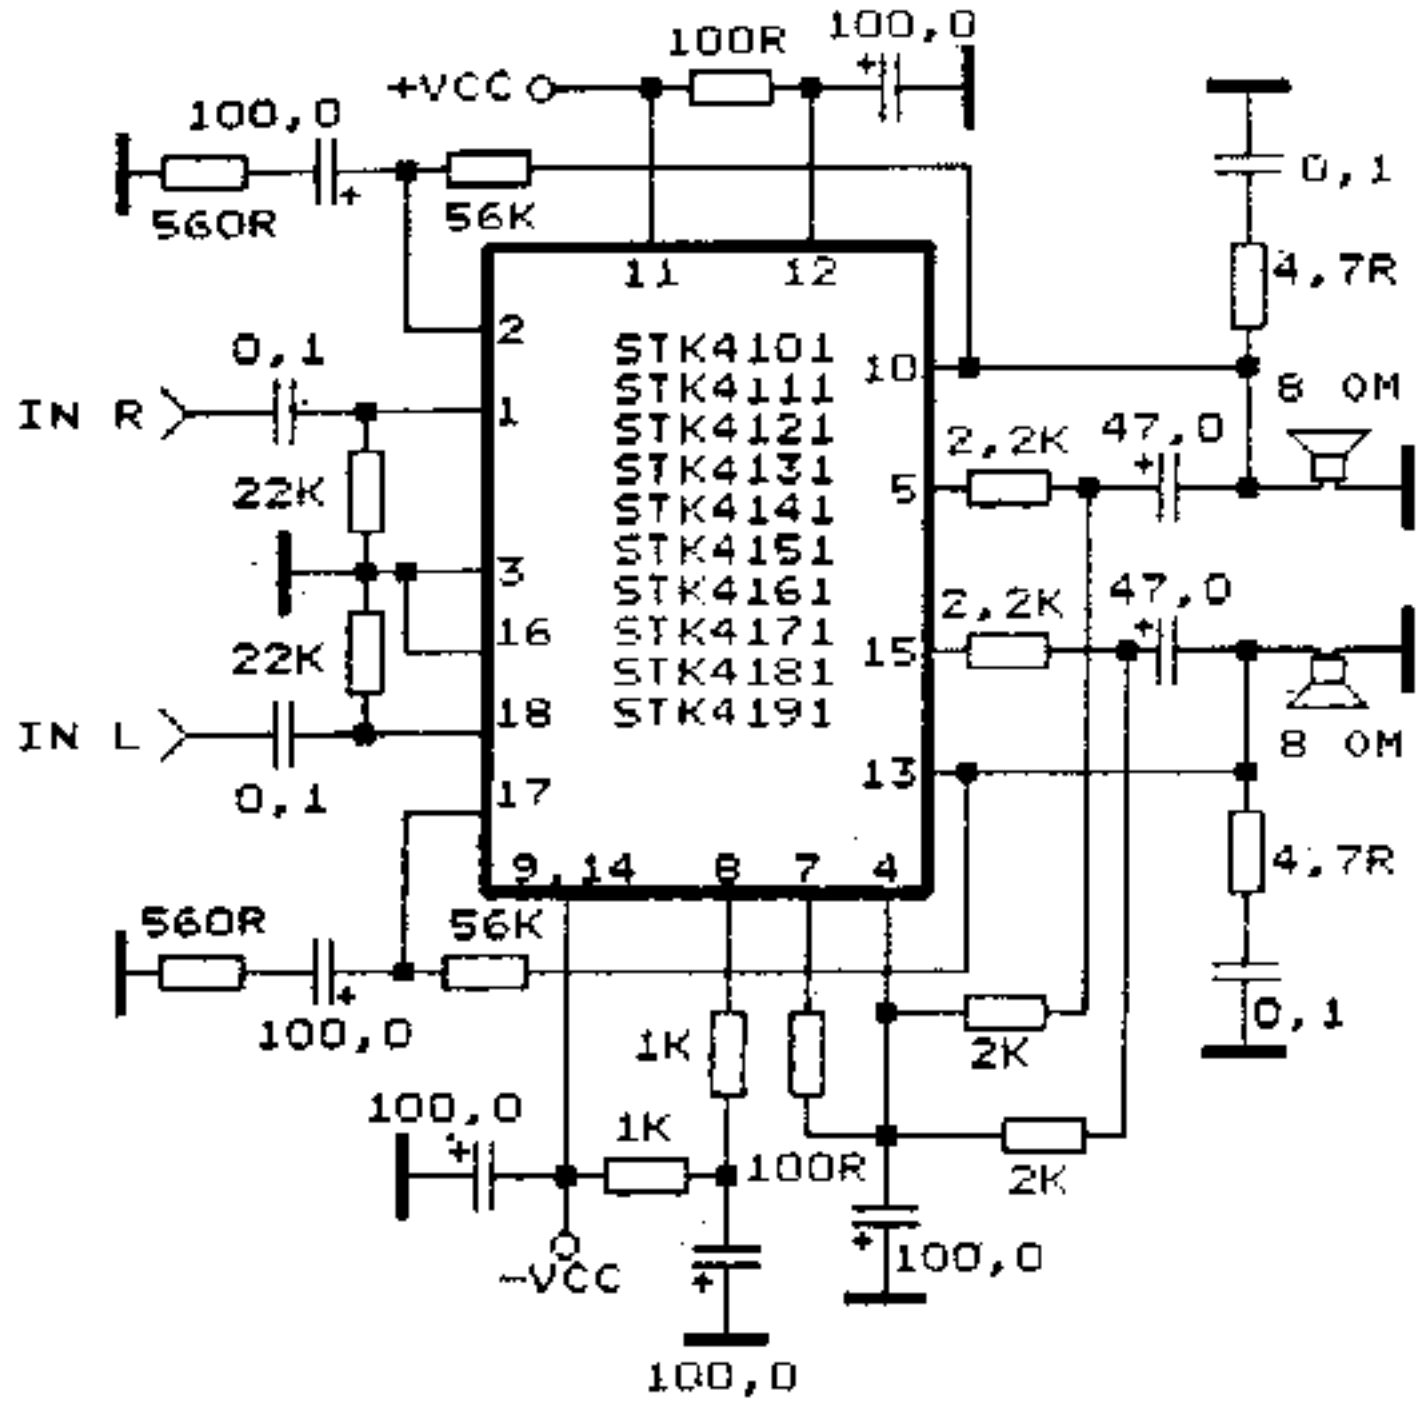 100R
100,0
+VCC
100,0
0,1
560R
56K
4,7R
11
12
2
STK4101
STK4111
STK4121
STK4131
STK4141
STK4151
STK4161
STK4171
STK4181
STK4191
10
0,1
IN R
1
8 OM
2,2K
47,0
22K
5
3
2,2K
47,0
16
22K
15
18
IN L
8 OM
0,1
17
13
9,14
8
7
4
4,7R
560R
56K
100,0
0,1
1K
2K
100,0
1K
100R
2K
-VCC
100,0
100,0